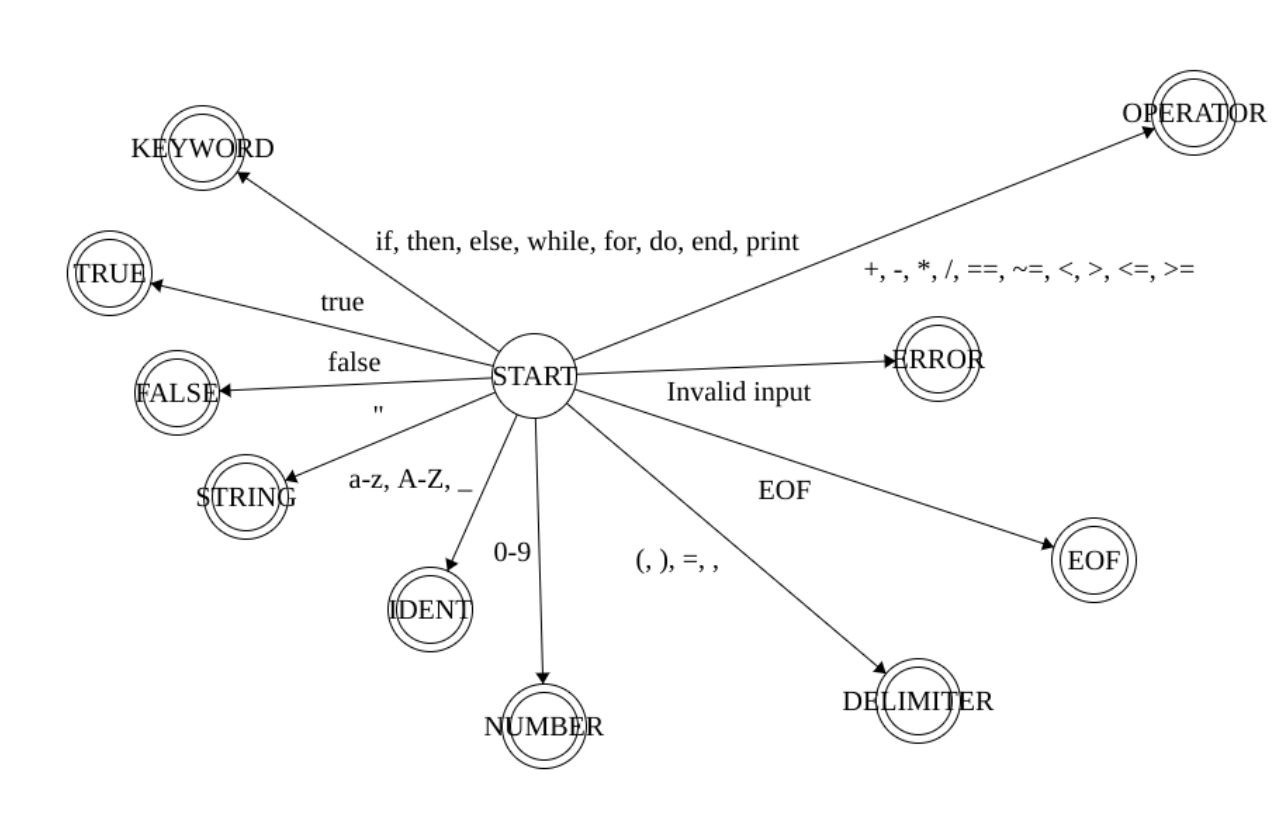 OPERATOR
KEYWORD
if, then, else, while, for, do, end, print
+, -, *, /, ==, ~=, <, >, <=, >=
TRUE
true
ERROR
false
START
FALSE
Invalid input
"
a-z, A-Z, _
EOF
STRING
0-9
(, ), =, ,
EOF
IDENT
DELIMITER
NUMBER